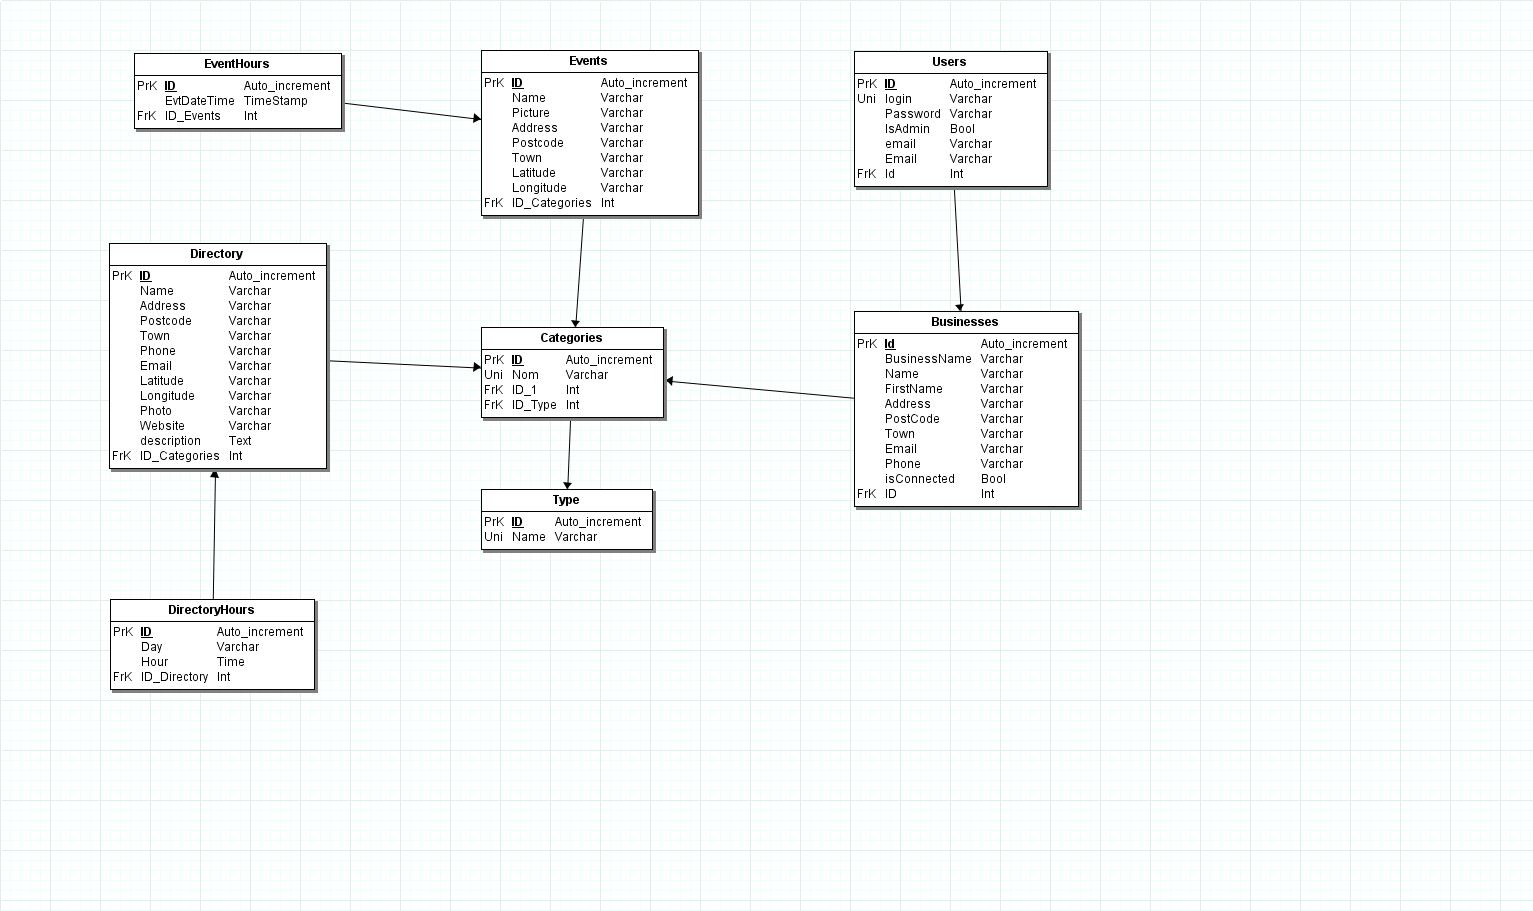 EventHours
PrK ID Auto_increment
EvtDateTime TimeStamp
FrK ID_Events Int
Events
PrK ID Auto_increment
Name Varchar
Picture Varchar
Address Varchar
Postcode Varchar
Town Varchar
Latitude Varchar
Longitude Varchar
FrK ID_Categories Int
Users
PrK ID Auto_increment
Uni login Varchar
Password Varchar
IsAdmin Bool
email Varchar
Email Varchar
FrK Id Int
Directory
PrK ID Auto_increment
Name Varchar
Address Varchar
Postcode Varchar
Town Varchar
Phone Varchar
Email Varchar
Latitude Varchar
Longitude Varchar
Photo Varchar
Website Varchar
description Text
FrK ID_Categories Int
Categories
PrK ID Auto_increment
Uni Nom Varchar
FrK ID_1 Int
FrK ID_Type Int
Businesses
PrK Id Auto_increment
BusinessName Varchar
Name Varchar
FirstName Varchar
Address Varchar
PostCode Varchar
Town Varchar
Email Varchar
Phone Varchar
isConnected Bool
FrK ID Int
Type
PrK ID Auto_increment
Uni Name Varchar
DirectoryHours
PrK ID Auto_increment
Day Varchar
Hour Time
FrK ID_Directory Int